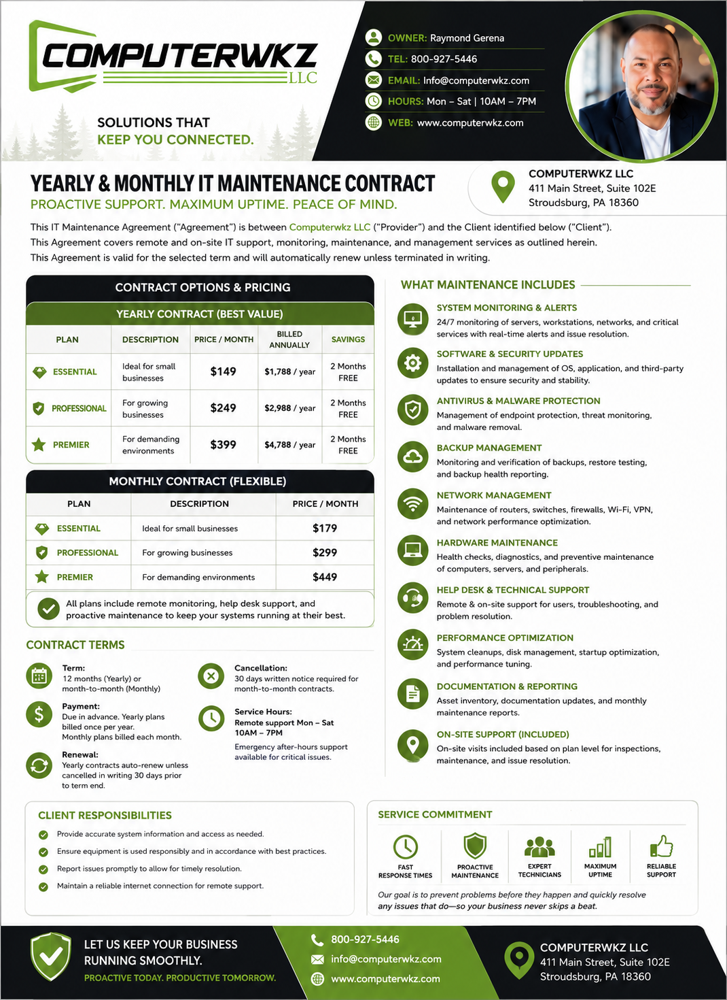 COMPUTERWKZ
LLC
SOLUTIONS THAT
KEEP YOU CONNECTED.
OWNER: Raymond Gerena
TEL: 800-927-5446
EMAIL: Info@computerwkz.com
HOURS: Mon – Sat | 10AM – 7PM
WEB: www.computerwkz.com
YEARLY & MONTHLY IT MAINTENANCE CONTRACT
PROACTIVE SUPPORT. MAXIMUM UPTIME. PEACE OF MIND.
COMPUTERWKZ LLC
411 Main Street, Suite 102E
Stroudsburg, PA 18360
This IT Maintenance Agreement (“Agreement”) is between Computerwkz LLC (“Provider”) and the Client identified below (“Client”).
This Agreement covers remote and on-site IT support, monitoring, maintenance, and management services as outlined herein.
This Agreement is valid for the selected term and will automatically renew unless terminated in writing.
CONTRACT OPTIONS & PRICING
YEARLY CONTRACT (BEST VALUE)
PLAN DESCRIPTION PRICE / MONTH BILLED ANNUALLY SAVINGS
ESSENTIAL Ideal for small businesses $149 $1,788 / year 2 Months FREE
PROFESSIONAL For growing businesses $249 $2,988 / year 2 Months FREE
PREMIER For demanding environments $399 $4,788 / year 2 Months FREE
MONTHLY CONTRACT (FLEXIBLE)
PLAN DESCRIPTION PRICE / MONTH
ESSENTIAL Ideal for small businesses $179
PROFESSIONAL For growing businesses $299
PREMIER For demanding environments $449
All plans include remote monitoring, help desk support, and
proactive maintenance to keep your systems running at their best.
CONTRACT TERMS
Term:
12 months (Yearly) or
month-to-month (Monthly)
Payment:
Due in advance. Yearly plans
billed once per year.
Monthly plans billed each month.
Renewal:
Yearly contracts auto-renew unless
cancelled in writing 30 days prior
to term end.
Cancellation:
30 days written notice required for
month-to-month contracts.
Service Hours:
Remote support Mon – Sat
10AM – 7PM
Emergency after-hours support
available for critical issues.
WHAT MAINTENANCE INCLUDES
SYSTEM MONITORING & ALERTS
24/7 monitoring of servers, workstations, networks, and critical
services with real-time alerts and issue resolution.
SOFTWARE & SECURITY UPDATES
Installation and management of OS, application, and third-party
updates to ensure security and stability.
ANTIVIRUS & MALWARE PROTECTION
Management of endpoint protection, threat monitoring,
and malware removal.
BACKUP MANAGEMENT
Monitoring and verification of backups, restore testing,
and backup health reporting.
NETWORK MANAGEMENT
Maintenance of routers, switches, firewalls, Wi-Fi, VPN,
and network performance optimization.
HARDWARE MAINTENANCE
Health checks, diagnostics, and preventive maintenance
of computers, servers, and peripherals.
HELP DESK & TECHNICAL SUPPORT
Remote & on-site support for users, troubleshooting, and
problem resolution.
PERFORMANCE OPTIMIZATION
System cleanups, disk management, startup optimization,
and performance tuning.
DOCUMENTATION & REPORTING
Asset inventory, documentation updates, and monthly
maintenance reports.
ON-SITE SUPPORT (INCLUDED)
On-site visits included based on plan level for inspections,
maintenance, and issue resolution.
CLIENT RESPONSIBILITIES
Provide accurate system information and access as needed.
Ensure equipment is used responsibly and in accordance with best practices.
Report issues promptly to allow for timely resolution.
Maintain a reliable internet connection for remote support.
SERVICE COMMITMENT
FAST
RESPONSE TIMES
PROACTIVE
MAINTENANCE
EXPERT
TECHNICIANS
MAXIMUM
UPTIME
RELIABLE
SUPPORT
Our goal is to prevent problems before they happen and quickly resolve
any issues that do—so your business never skips a beat.
LET US KEEP YOUR BUSINESS
RUNNING SMOOTHLY.
PROACTIVE TODAY. PRODUCTIVE TOMORROW.
800-927-5446
info@computerwkz.com
www.computerwkz.com
COMPUTERWKZ LLC
411 Main Street, Suite 102E
Stroudsburg, PA 18360